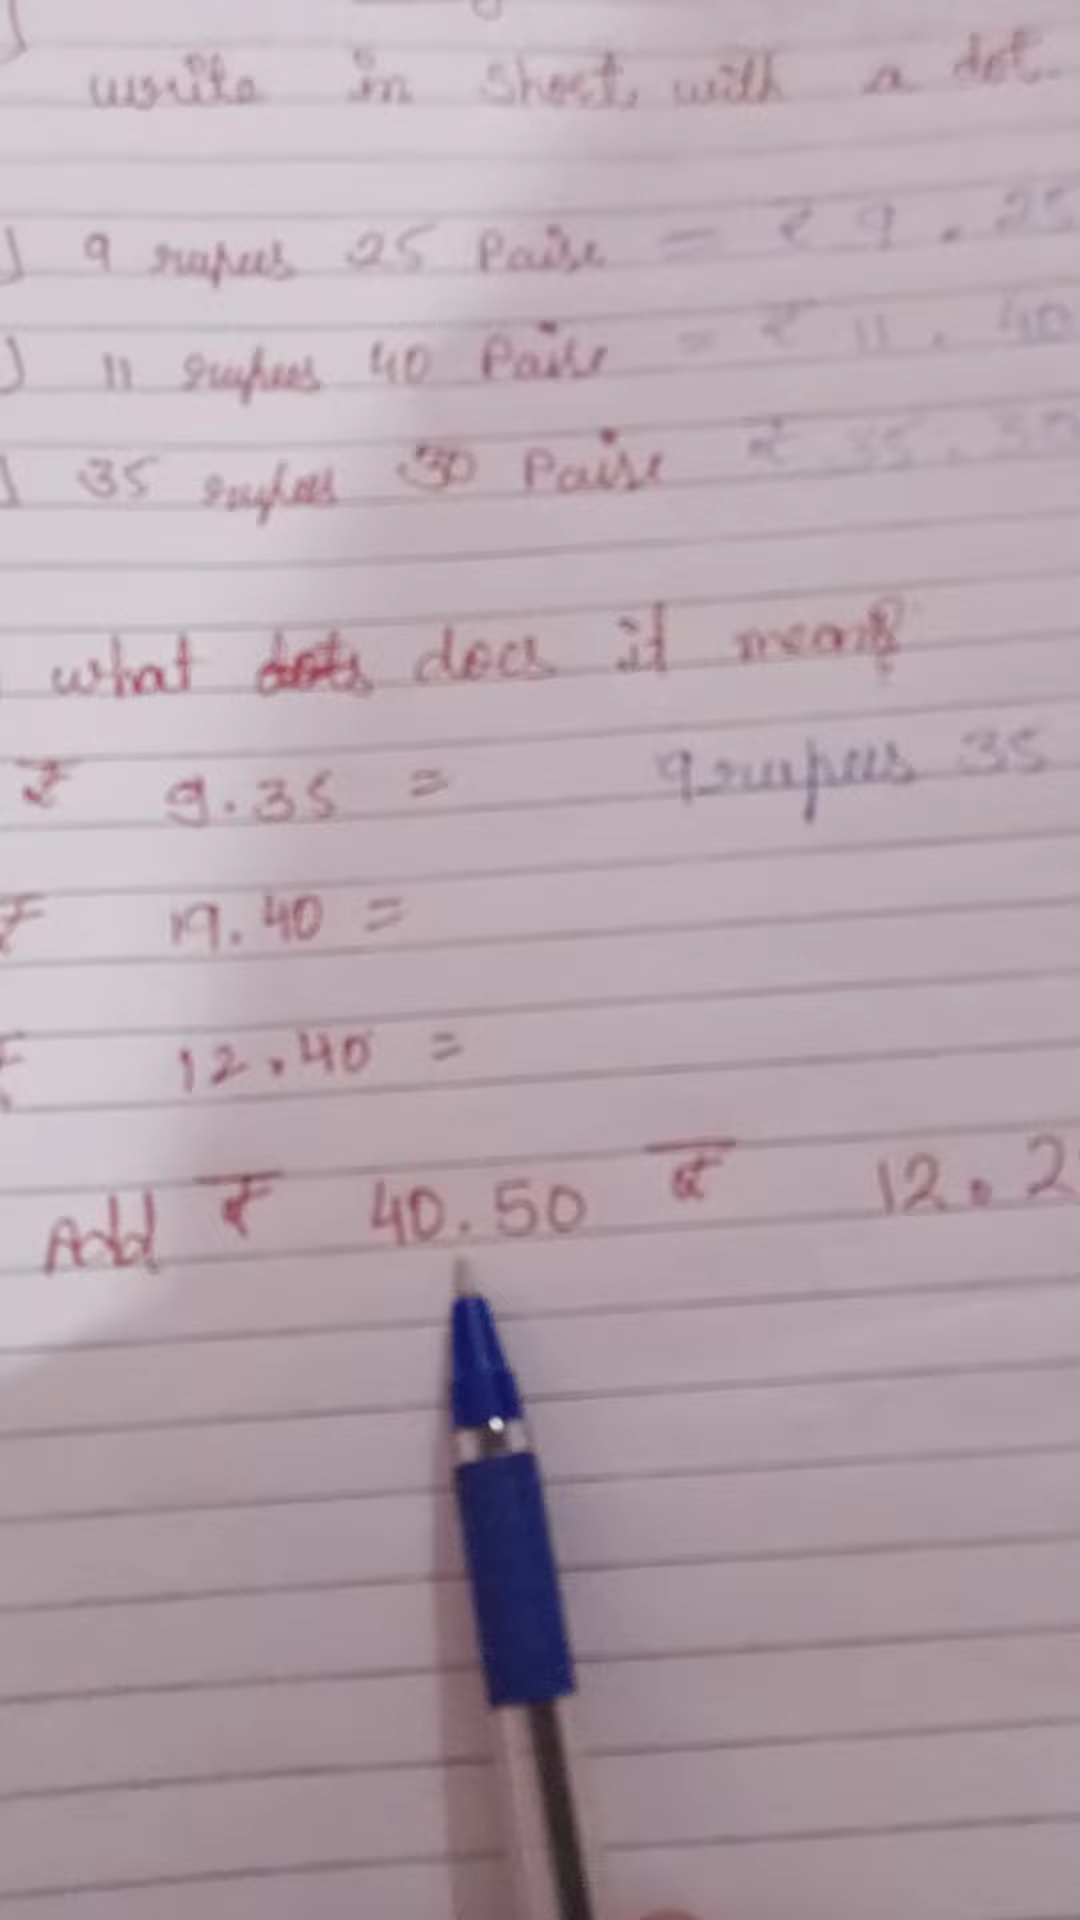 write in short, with a dot.
] 9 rupees 25 Paise = ₹ 9.25
] 11 rupees 40 Paise = ₹ 11.40
] 35 rupees 30 Paise ₹ 35.30
what does it mean?
₹ 9.35 = 9 rupees 35
₹ 19.40 =
₹ 12.40 =
Add ₹ 40.50 ₹ 12.2